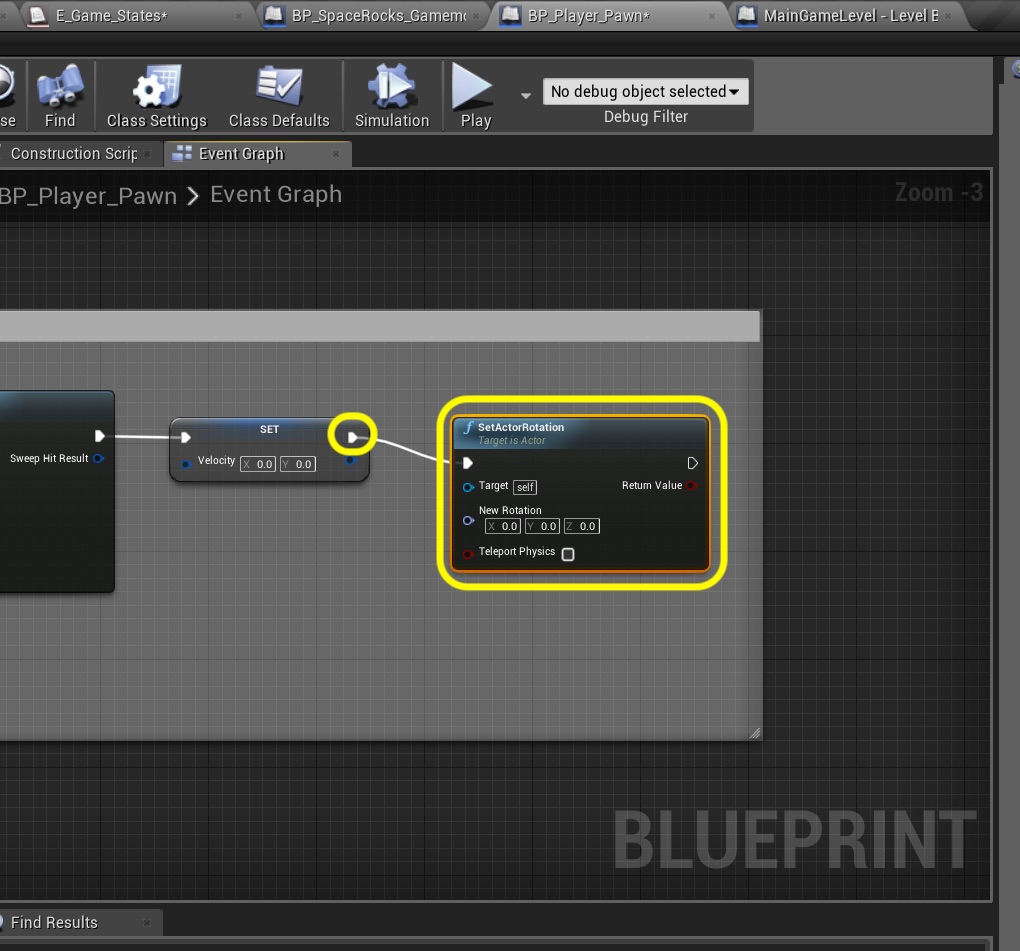 E_Game_States*
BP_SpaceRocks_Gamemo
BP_Player_Pawn*
MainGameLevel - Level B
se
Find
Class Settings
Class Defaults
Simulation
Play
No debug object selected
Debug Filter
Construction Scrip
Event Graph
BP_Player_Pawn > Event Graph
Zoom -3
SET
SetActorRotation
Target is Actor
Sweep Hit Result
Velocity X 0.0 Y 0.0
Target self
Return Value
New Rotation
X 0.0 Y 0.0 Z 0.0
Teleport Physics
BLUEPRINT
Find Results